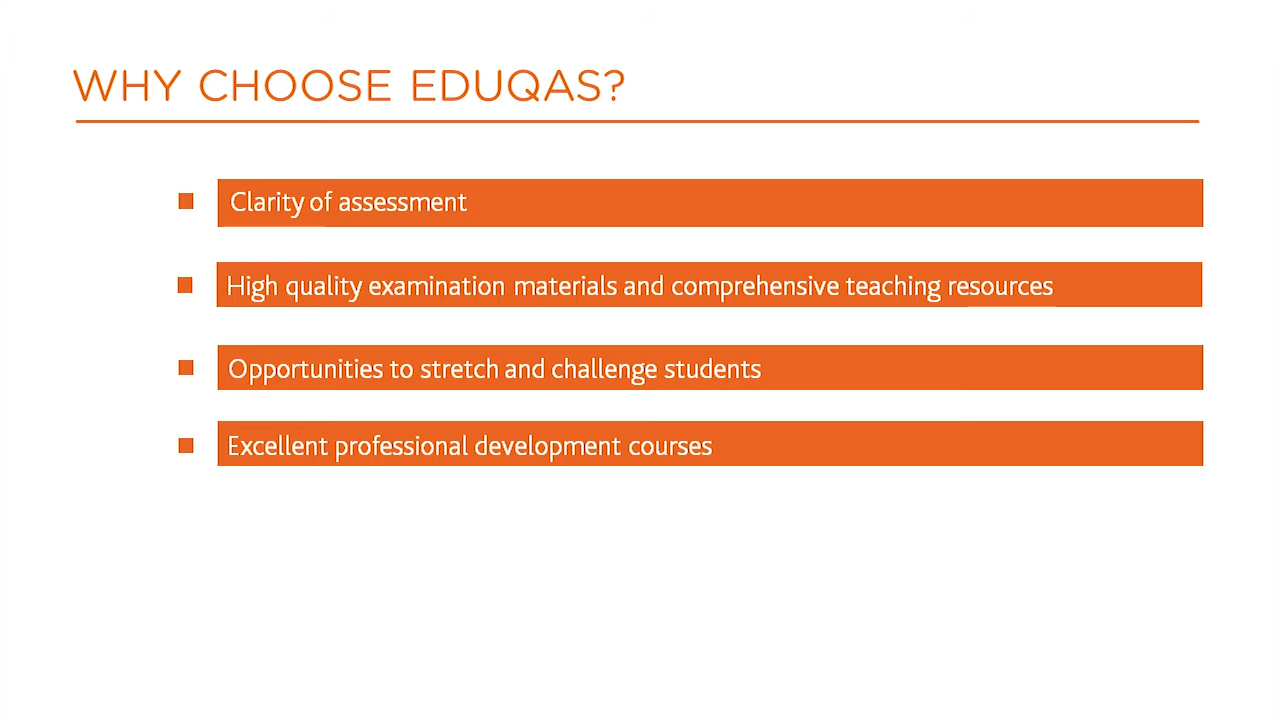 WHY CHOOSE EDUQAS?
Clarity of assessment
High quality examination materials and comprehensive teaching resources
Opportunities to stretch and challenge students
Excellent professional development courses